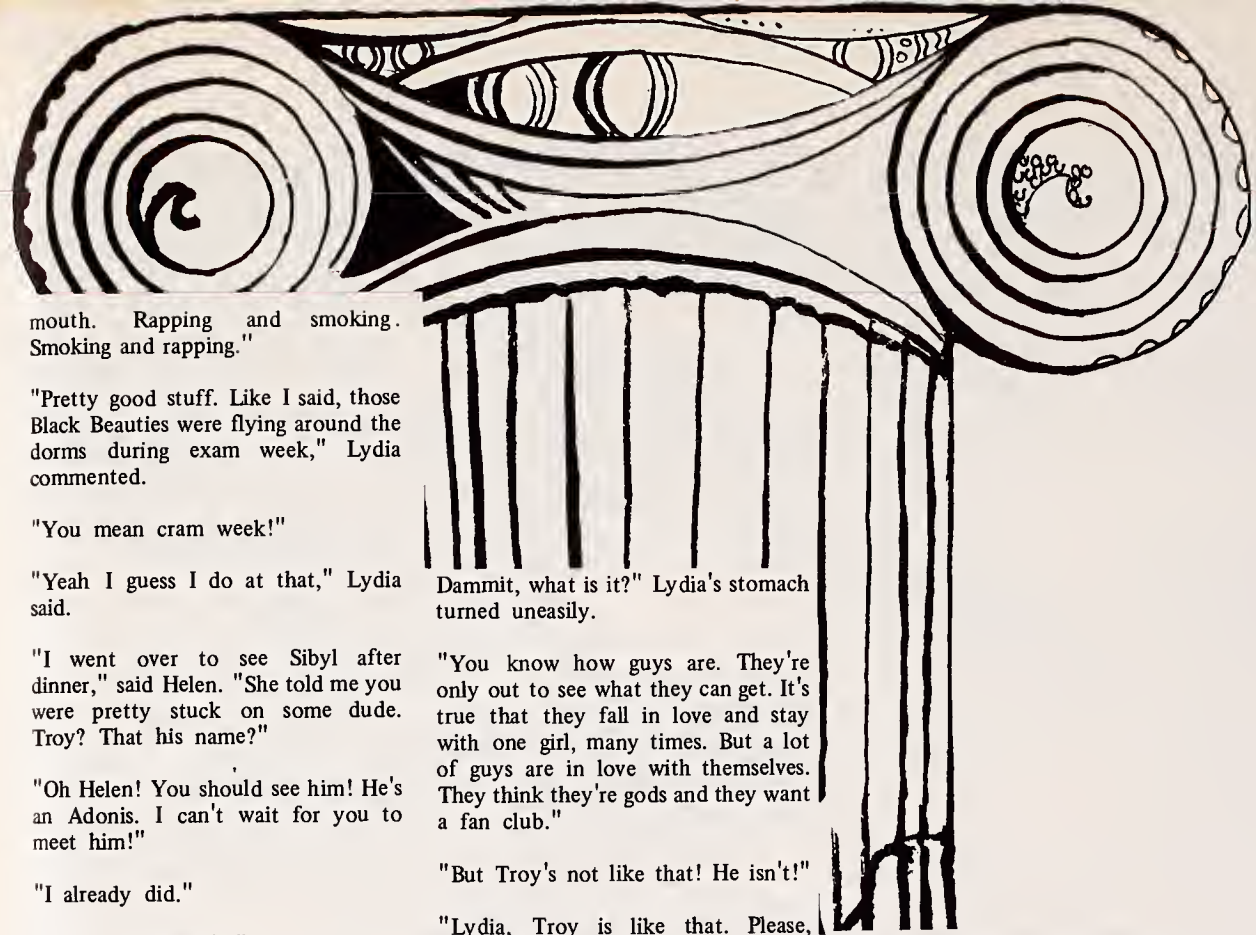 mouth. Rapping and smoking.
Smoking and rapping."
"Pretty good stuff. Like I said, those
Black Beauties were flying around the
dorms during exam week," Lydia
commented.
"You mean cram week!"
"Yeah I guess I do at that," Lydia
said.
"I went over to see Sibyl after
dinner," said Helen. "She told me you
were pretty stuck on some dude.
Troy? That his name?"
"Oh Helen! You should see him! He's
an Adonis. I can't wait for you to
meet him!"
"I already did."
Dammit, what is it?" Lydia's stomach
turned uneasily.
"You know how guys are. They're
only out to see what they can get. It's
true that they fall in love and stay
with one girl, many times. But a lot
of guys are in love with themselves.
They think they're gods and they want
a fan club."
"But Troy's not like that! He isn't!"
"Lydia, Troy is like that. Please,